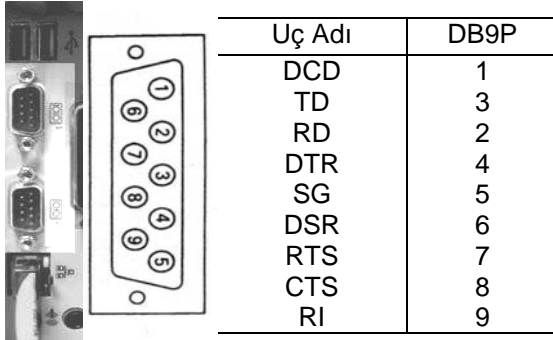 1
6
2
7
3
8
4
9
5
Uç Adı DB9P
DCD 1
TD 3
RD 2
DTR 4
SG 5
DSR 6
RTS 7
CTS 8
RI 9